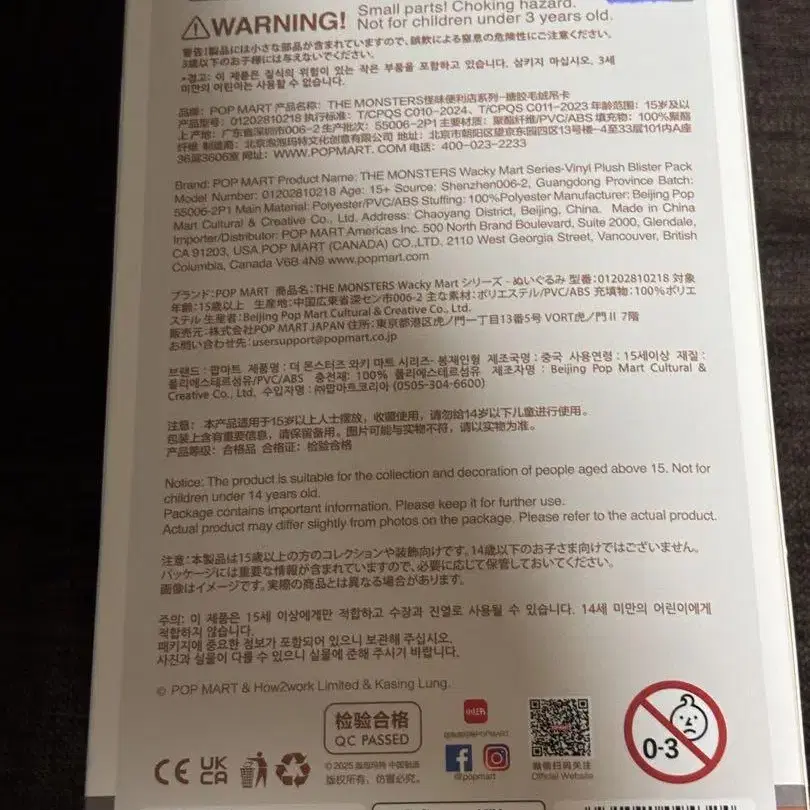 WARNING! Small parts! Choking hazard.
Not for children under 3 years old.
警告!製品には小さな部品が含まれていますので、誤飲による窒息の危険性にご注意ください。
3歳以下のお子様には与えないでください。
*경고: 이 제품은 질식의 위험이 있는 작은 부품을 포함하고 있습니다. 삼키지 마십시오. 3세
미만의 어린아는 사용할 수 없습니다.
品牌: POP MART 产品名称: THE MONSTERS怪味便利店系列-搪胶毛绒吊卡
产品型号: 01202810218 执行标准: T/CPQS C010-2024、T/CPQS C011-2023 年龄范围: 15岁及以
上 产地: 广东省深圳市006-2 生产批次: 55006-2P1 主要材质: 聚酯纤维/PVC/ABS 填充物: 100%聚酯
纤维 制造商: 北京泡泡玛特文化创意有限公司 地址: 北京市朝阳区望京东园四区13号楼-4至33层101内A座
36层3606室 网址: WWW.POPMART. COM 电话: 400-023-2233
Brand: POP MART Product Name: THE MONSTERS Wacky Mart Series-Vinyl Plush Blister Pack
Model Number: 01202810218 Age: 15+ Source: Shenzhen006-2, Guangdong Province Batch:
55006-2P1 Main Material: Polyester/PVC/ABS Stuffing: 100%Polyester Manufacturer: Beijing Pop
Mart Cultural & Creative Co., Ltd. Address: Chaoyang District, Beijing, China. Made in China
Importer/Distributor: POP MART Americas Inc. 500 North Brand Boulevard, Suite 2000, Glendale,
CA 91203, USA POP MART (CANADA) CO.,LTD. 2110 West Georgia Street, Vancouver, British
Columbia, Canada V6B 4N9 www.popmart.com
ブランド:POP MART 商品名:THE MONSTERS Wacky Mart シリーズ - ぬいぐるみ 型番:01202810218 対象
年齢:15歳以上 生産地:中国広東省深セン市006-2 主な素材:ポリエステル/PVC/ABS 充填物:100%ポリエ
ステル 生産者:Beijing Pop Mart Cultural & Creative Co., Ltd.
販売元:株式会社POP MART JAPAN 住所:東京都港区虎ノ門一丁目13番5号 VORT虎ノ門Ⅱ 7階
お問い合わせ先:usersupport@popmart.co.jp
브랜드 : 팝마트 제품명 : 더 몬스터즈 와키 마트 시리즈- 봉제인형 제조국명 : 중국 사용연령 : 15세이상 재질 :
폴리에스테르섬유/PVC/ABS 충전재: 100% 폴리에스테르섬유 제조자명 : Beijing Pop Mart Cultural &
Creative Co., Ltd. 수입자명 : ㈜팝마트코리아 (0505-304-6600)
注意: 本产品适用于15岁以上人士摆放,收藏使用,请勿给14岁以下儿童进行使用。
包装上含有重要信息,请保留备用。图片可能与实物不符,请以实物为准。
产品等级: 合格品 合格证: 检验合格
Notice: The product is suitable for the collection and decoration of people aged above 15. Not for
children under 14 years old.
Package contains important information. Please keep it for further use.
Actual product may differ slightly from photos on the package. Please refer to the actual product.
注意:本製品は15歳以上の方のコレクションや装飾向けです。14歳以下のお子さま向けではございません。
パッケージには重要な情報が含まれていますので、必要に応じて保管しておいてください。
画像はイメージです。実際の商品とは異なる場合があります。
주의: 이 제품은 15세 이상에게만 적합하고 수장과 진열로 사용될 수 있습니다. 14세 미만의 어린이에게
적합하지 않습니다.
패키지에 중요한 정보가 포함되어 있으니 보관해 주십시오.
사진과 실물이 다를 수 있으니 실물에 준해 주시기 바랍니다.
© POP MART & How2work Limited & Kasing Lung.
检验合格
QC PASSED
小红书
@泡泡玛特POPMART
@popmart
微信扫码关注
Official Website
0-3
CE UK CA
© 2025 泡泡玛特 中国制造
版权所有,仿冒必究。